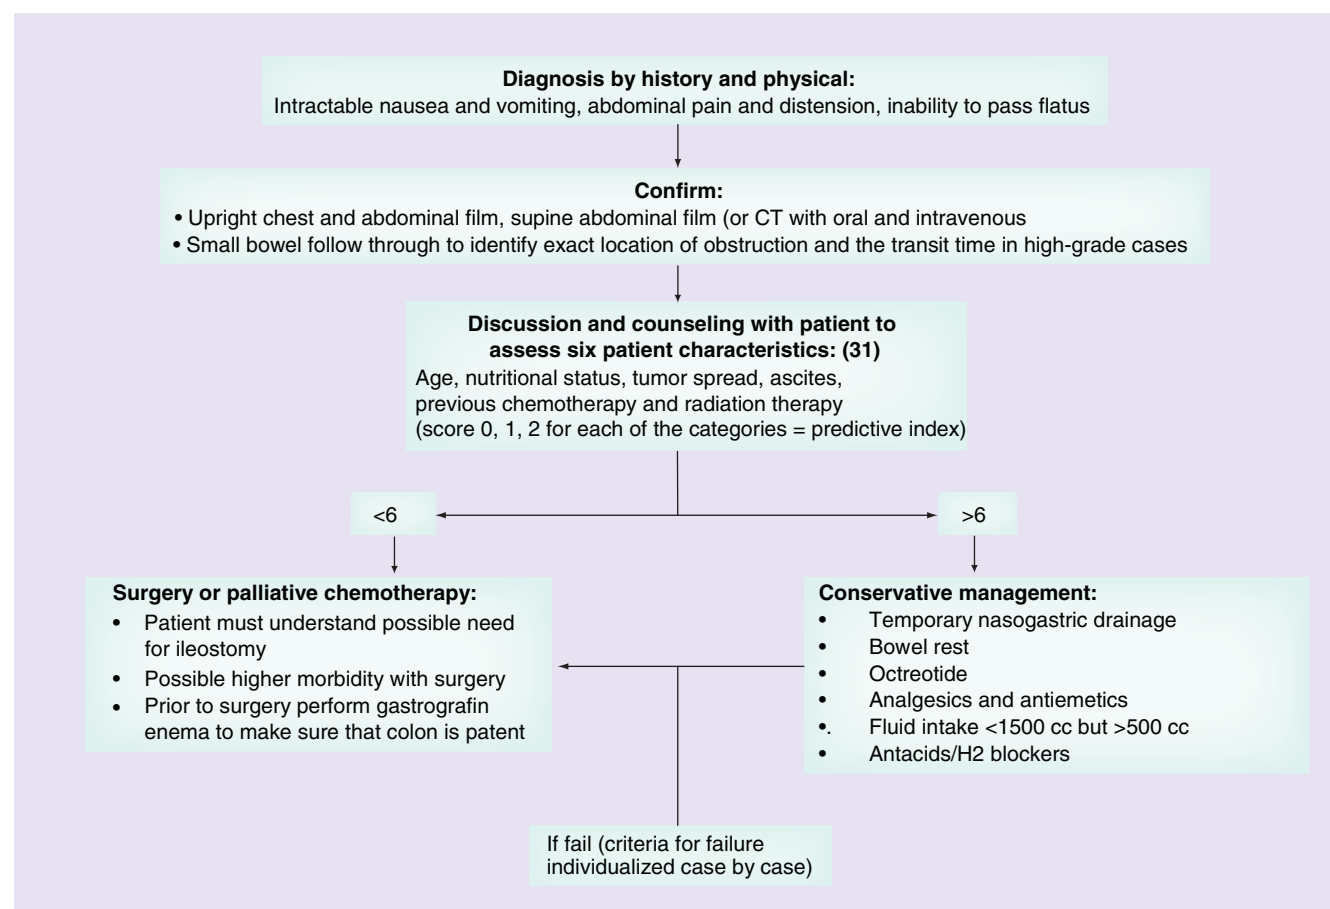 Diagnosis by history and physical:
Intractable nausea and vomiting, abdominal pain and distension, inability to pass flatus
Confirm:
• Upright chest and abdominal film, supine abdominal film (or CT with oral and intravenous
• Small bowel follow through to identify exact location of obstruction and the transit time in high-grade cases
Discussion and counseling with patient to
assess six patient characteristics: (31)
Age, nutritional status, tumor spread, ascites,
previous chemotherapy and radiation therapy
(score 0, 1, 2 for each of the categories = predictive index)
<6
>6
Surgery or palliative chemotherapy:
• Patient must understand possible need
for ileostomy
• Possible higher morbidity with surgery
• Prior to surgery perform gastrografin
enema to make sure that colon is patent
Conservative management:
• Temporary nasogastric drainage
• Bowel rest
• Octreotide
• Analgesics and antiemetics
•. Fluid intake <1500 cc but >500 cc
• Antacids/H2 blockers
If fail (criteria for failure
individualized case by case)